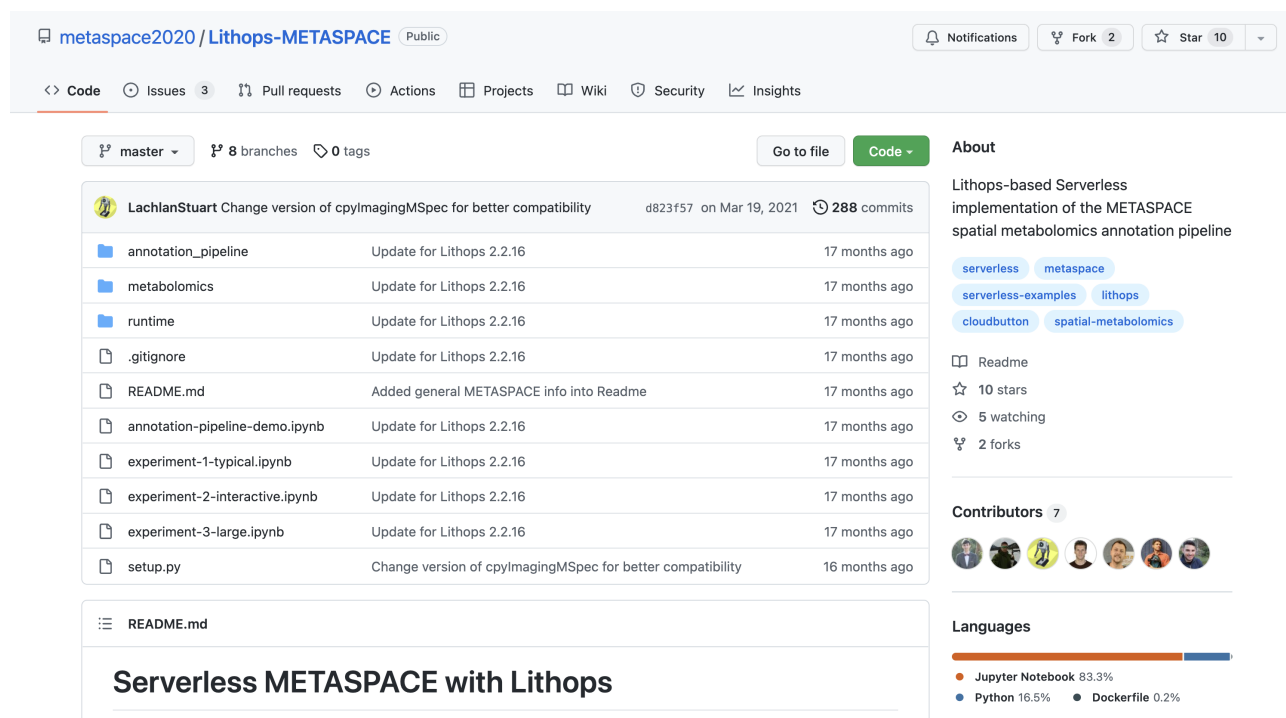 metaspace2020 / Lithops-METASPACE Public
Notifications Fork 2 Star 10
Code Issues 3 Pull requests Actions Projects Wiki Security Insights
master 8 branches 0 tags Go to file Code
LachlanStuart Change version of cpyImagingMSpec for better compatibility d823f57 on Mar 19, 2021 288 commits
annotation_pipeline Update for Lithops 2.2.16 17 months ago
metabolomics Update for Lithops 2.2.16 17 months ago
runtime Update for Lithops 2.2.16 17 months ago
.gitignore Update for Lithops 2.2.16 17 months ago
README.md Added general METASPACE info into Readme 17 months ago
annotation-pipeline-demo.ipynb Update for Lithops 2.2.16 17 months ago
experiment-1-typical.ipynb Update for Lithops 2.2.16 17 months ago
experiment-2-interactive.ipynb Update for Lithops 2.2.16 17 months ago
experiment-3-large.ipynb Update for Lithops 2.2.16 17 months ago
setup.py Change version of cpyImagingMSpec for better compatibility 16 months ago
README.md
Serverless METASPACE with Lithops
About
Lithops-based Serverless
implementation of the METASPACE
spatial metabolomics annotation pipeline
serverless metaspace
serverless-examples lithops
cloudbutton spatial-metabolomics
Readme
10 stars
5 watching
2 forks
Contributors 7
Languages
Jupyter Notebook 83.3%
Python 16.5% Dockerfile 0.2%